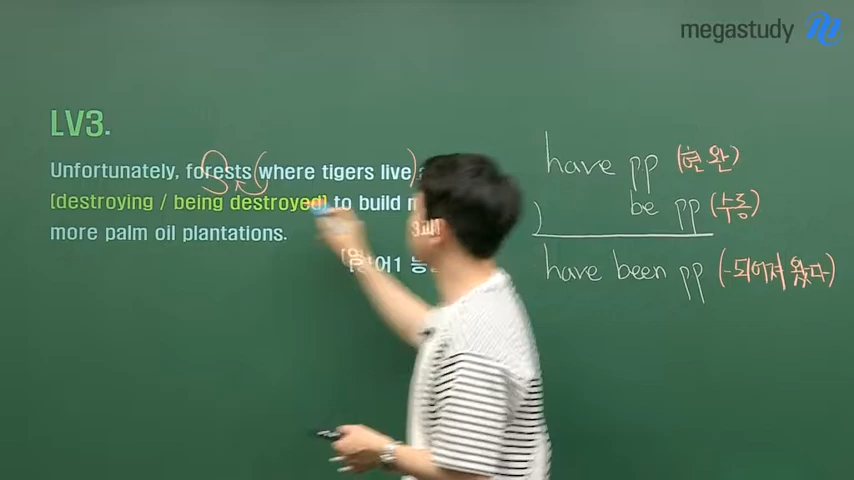 megastudy
LV3.
Unfortunately, forests (where tigers live)
[destroying / being destroyed] to build
more palm oil plantations.
have pp (현완)
be pp (수동)
have been pp (-되어져 왔다)